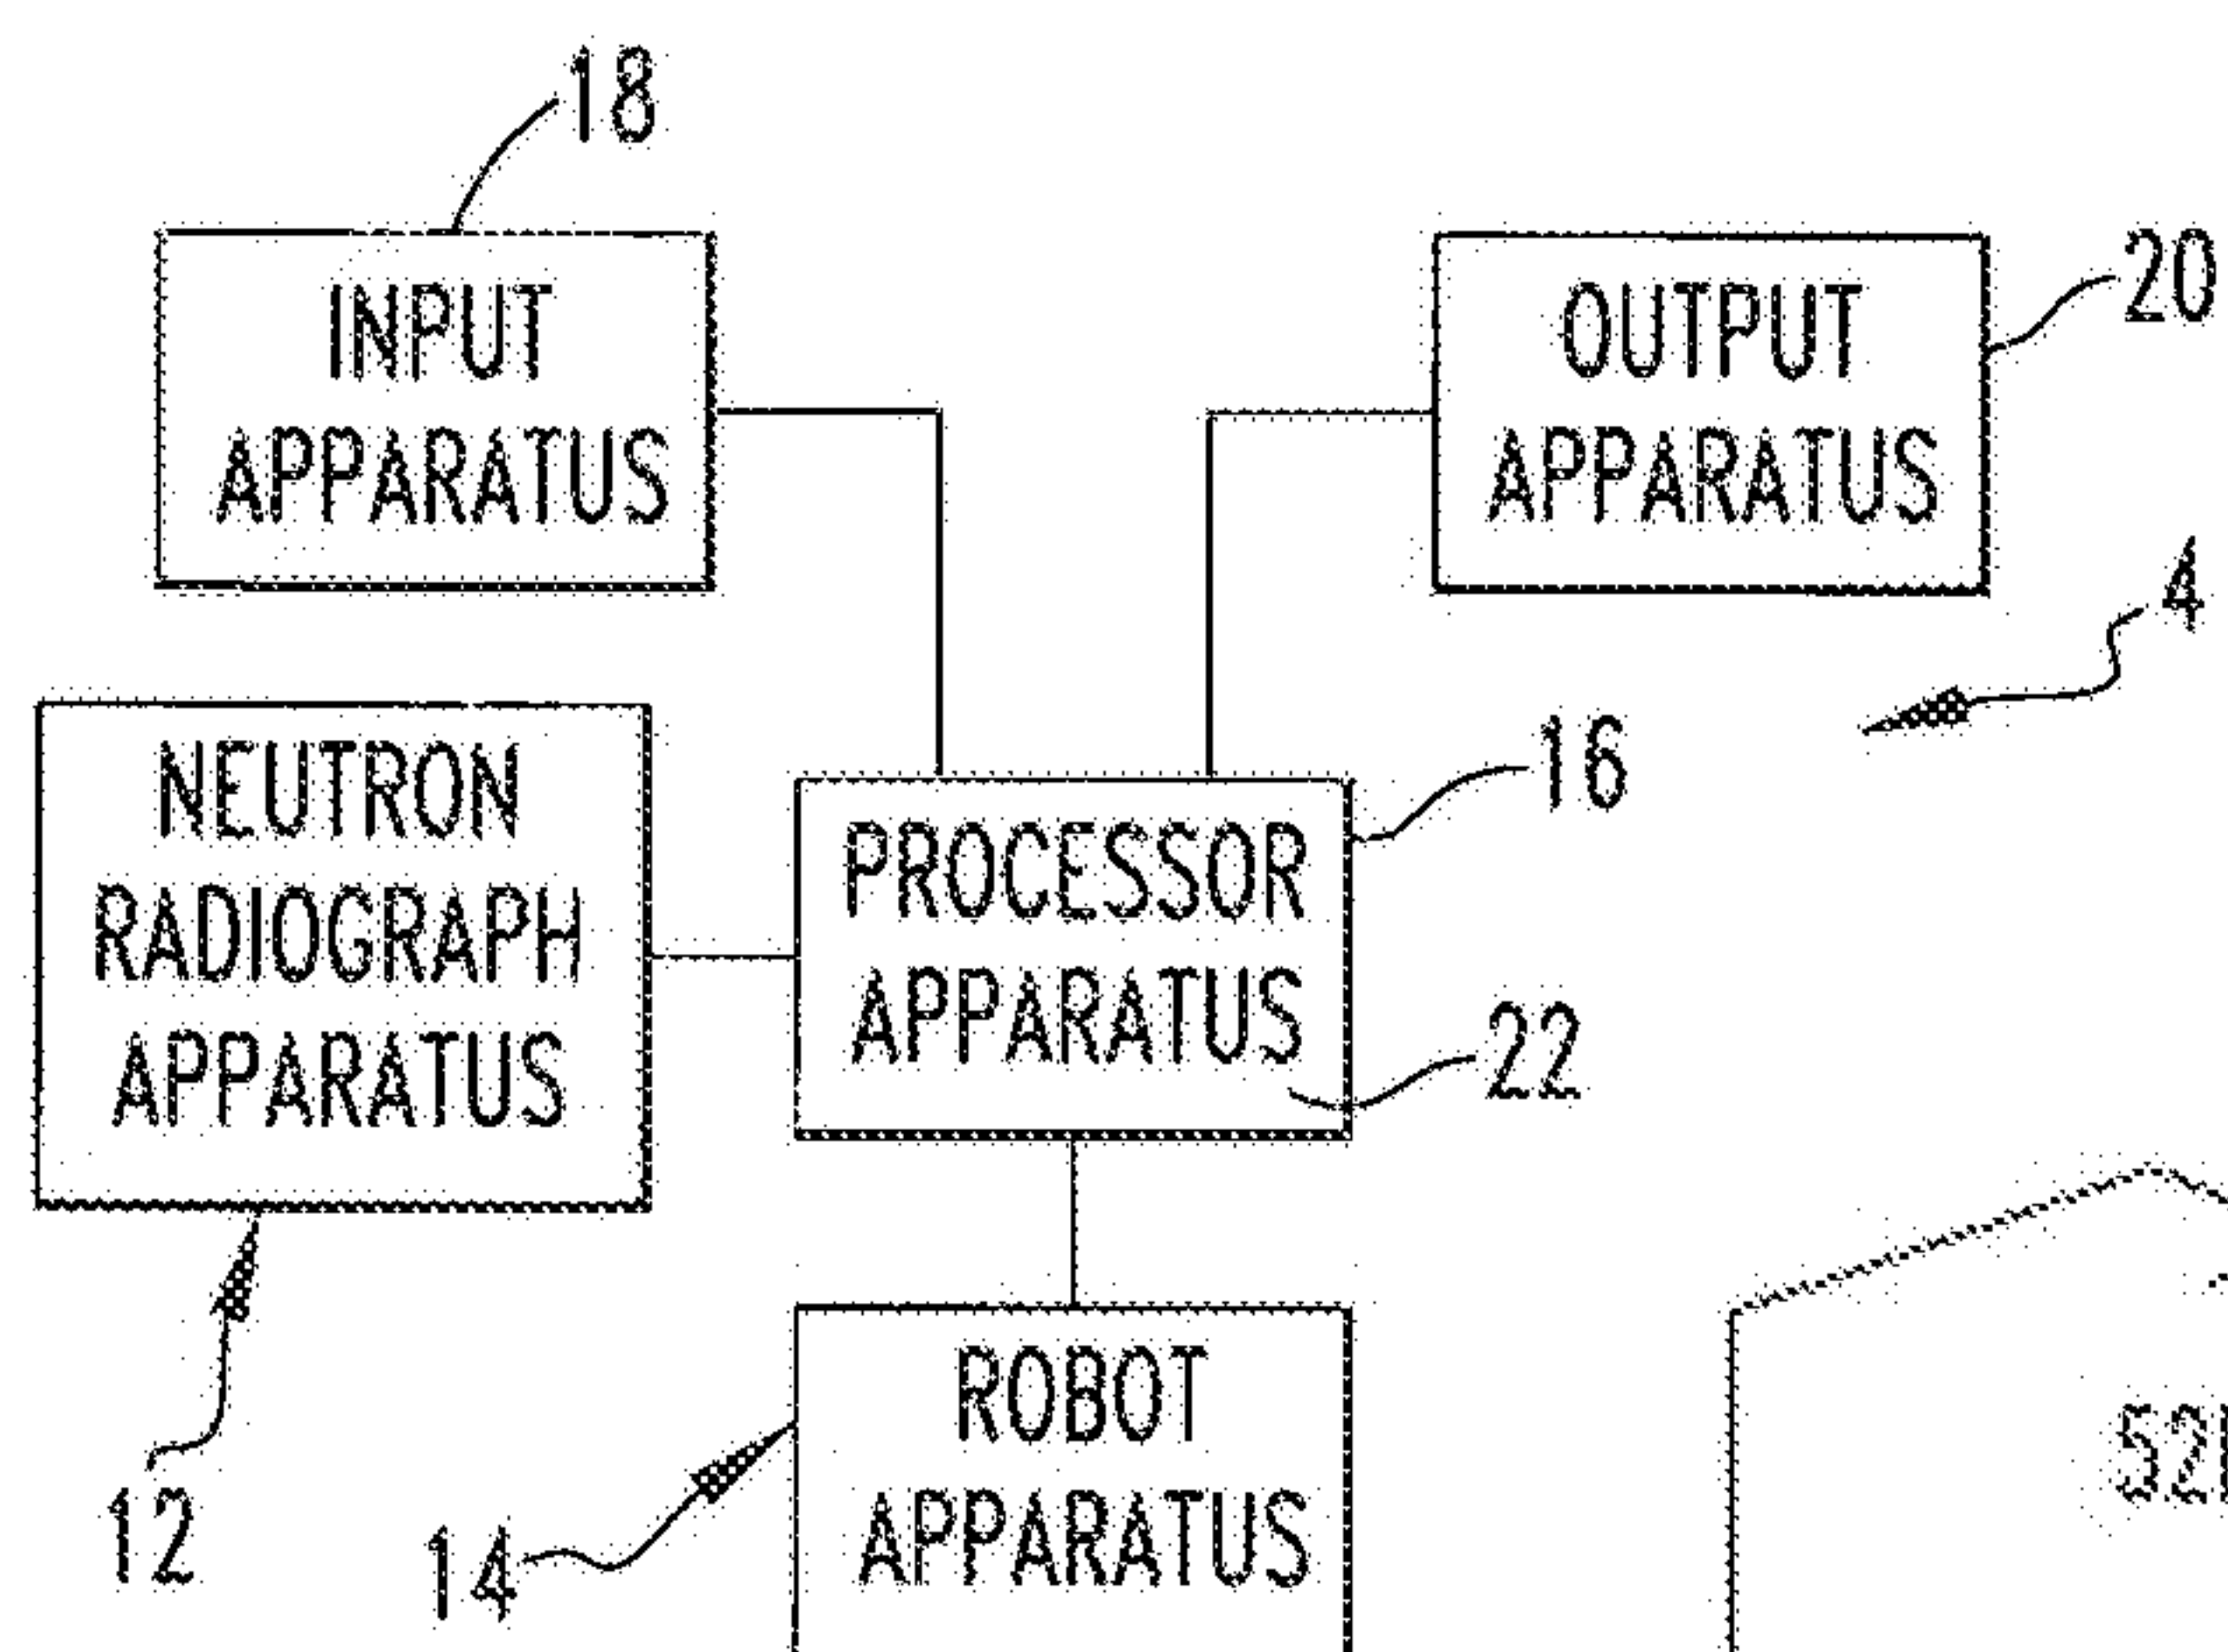 18
INPUT
APPARATUS
OUTPUT
APPARATUS
20
4
NEUTRON
RADIOGRAPH
APPARATUS
12
PROCESSOR
APPARATUS
16
22
ROBOT
APPARATUS
14